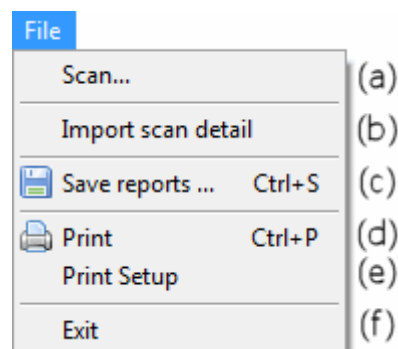 File
Scan... (a)
Import scan detail (b)
Save reports ... Ctrl+S (c)
Print Ctrl+P (d)
Print Setup (e)
Exit (f)